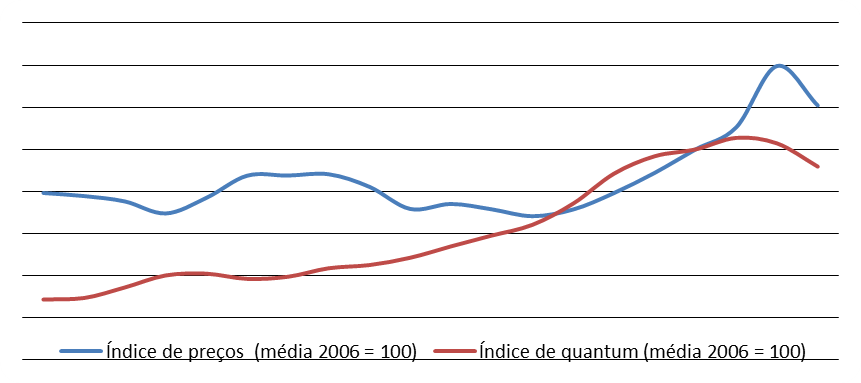 Índice de preços  (média 2006 = 100) Índice de quantum (média 2006 = 100)